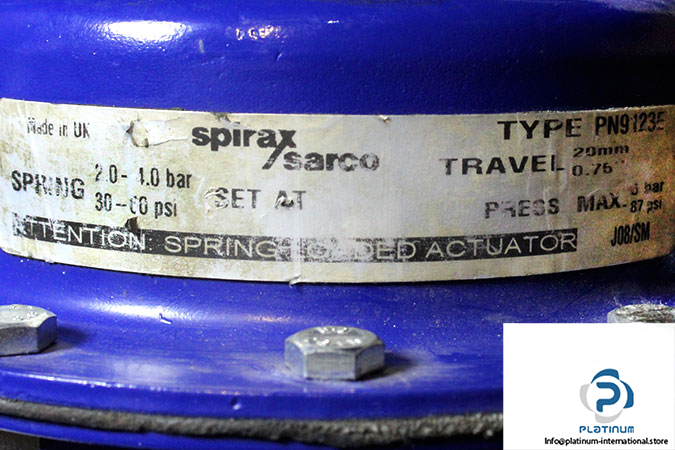 Made in UK
spirax
sarco
TYPE PN9123E
TRAVEL 20mm
0.76"
SPRING 2.0-4.0 bar
30-60 psi
SET AT
PRESS MAX. 6 bar
87 psi
ATTENTION: SPRING LOADED ACTUATOR
J08/SM
PLATINUM
Info@platinum-international.store